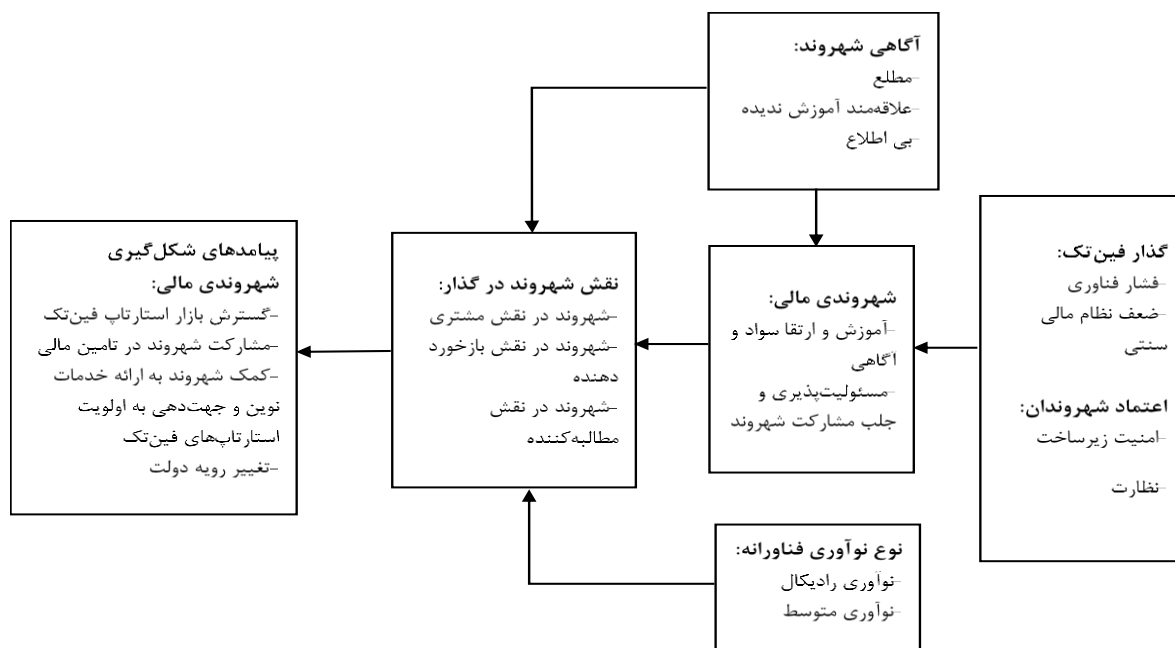 آگاهی شهروند:
-مطلع
-علاقه‌مند آموزش ندیده
-بی اطلاع
گذار فین‌تک:
-فشار فناوری
-ضعف نظام مالی
سنتی
اعتماد شهروندان:
-امنیت زیرساخت
-نظارت
شهروندی مالی:
-آموزش و ارتقا سواد و
آگاهی
-مسئولیت‌پذیری و
جلب مشارکت شهروند
نقش شهروند در گذار:
-شهروند در نقش مشتری
-شهروند در نقش بازخورد
دهنده
-شهروند در نقش
مطالبه‌کننده
پیامدهای شکل‌گیری
شهروندی مالی:
-گسترش بازار استارتاپ فین‌تک
-مشارکت شهروند در تامین مالی
-کمک شهروند به ارائه خدمات
نوین و جهت‌دهی به اولویت
استارتاپ‌های فین‌تک
-تغییر رویه دولت
نوع نوآوری فناورانه:
-نوآوری رادیکال
-نوآوری متوسط